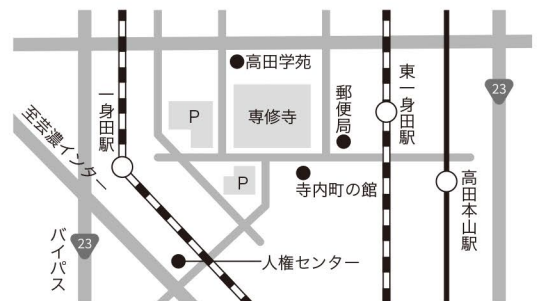 高田学苑
P
専修寺
郵便局
東一身田駅
23
一身田駅
至芸濃インター
P
寺内町の館
高田本山駅
23
バイパス
人権センター